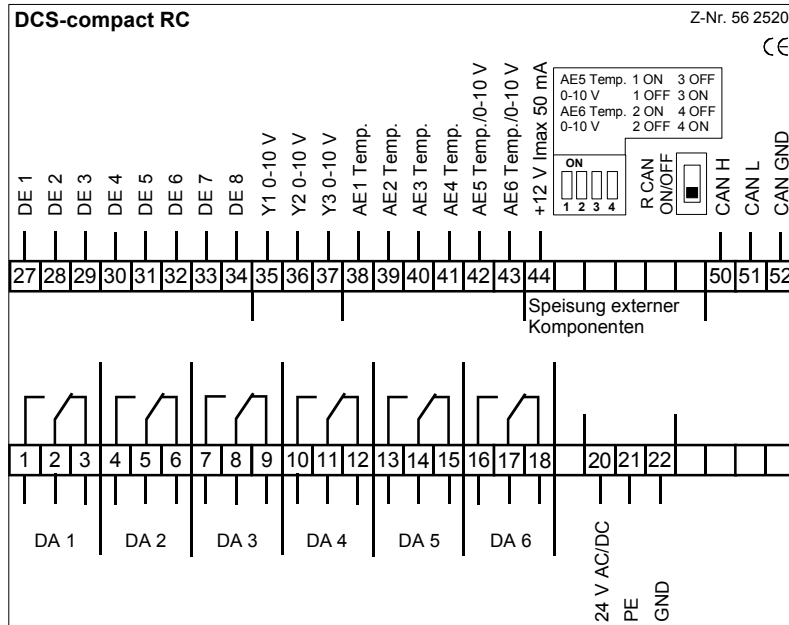 DCS-compact RC
Z-Nr. 56 2520
CE
AE5 Temp. 1 ON 3 OFF
0-10 V 1 OFF 3 ON
AE6 Temp. 2 ON 4 OFF
0-10 V 2 OFF 4 ON
ON
1 2 3 4
R CAN
ON/OFF
DE 1
DE 2
DE 3
DE 4
DE 5
DE 6
DE 7
DE 8
Y1 0-10 V
Y2 0-10 V
Y3 0-10 V
AE1 Temp.
AE2 Temp.
AE3 Temp.
AE4 Temp.
AE5 Temp./0-10 V
AE6 Temp./0-10 V
+12 V Imax 50 mA
CAN H
CAN L
CAN GND
27 28 29 30 31 32 33 34 35 36 37 38 39 40 41 42 43 44 50 51 52
Speisung externer
Komponenten
1 2 3 4 5 6 7 8 9 10 11 12 13 14 15 16 17 18 20 21 22
DA 1 DA 2 DA 3 DA 4 DA 5 DA 6
24 V AC/DC
PE
GND